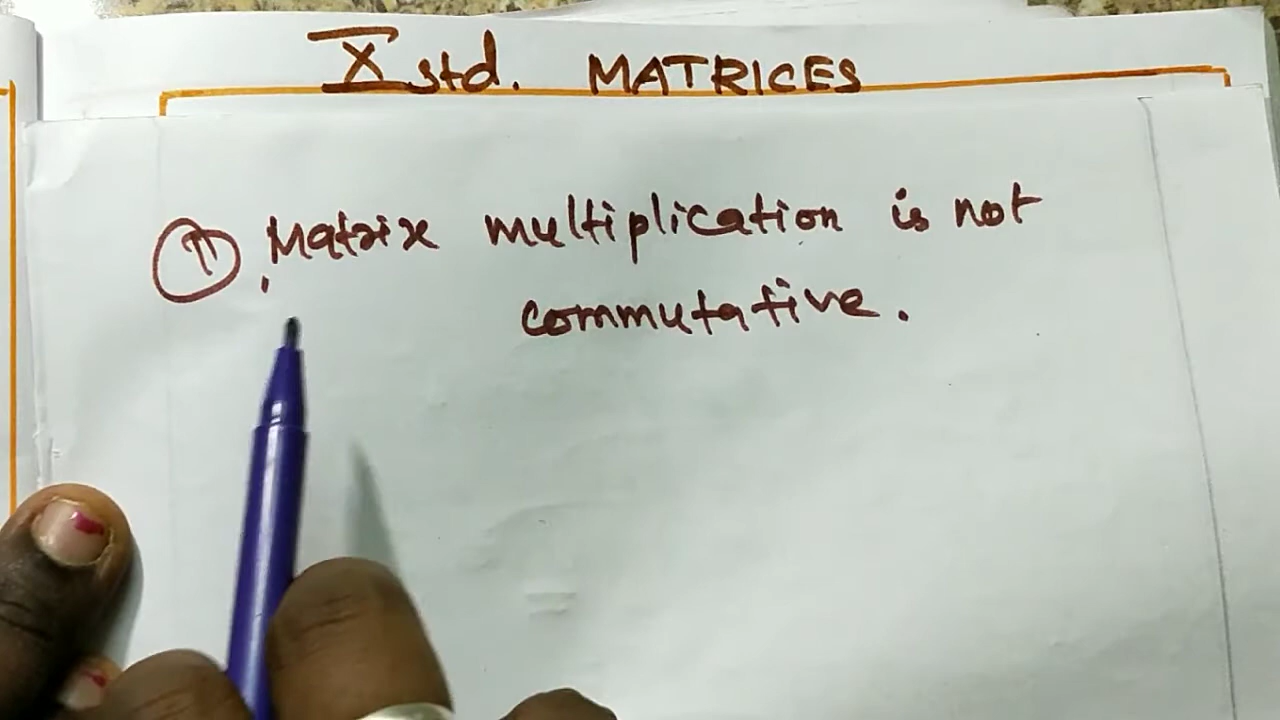 X std. MATRICES
1. Matrix multiplication is not
commutative.